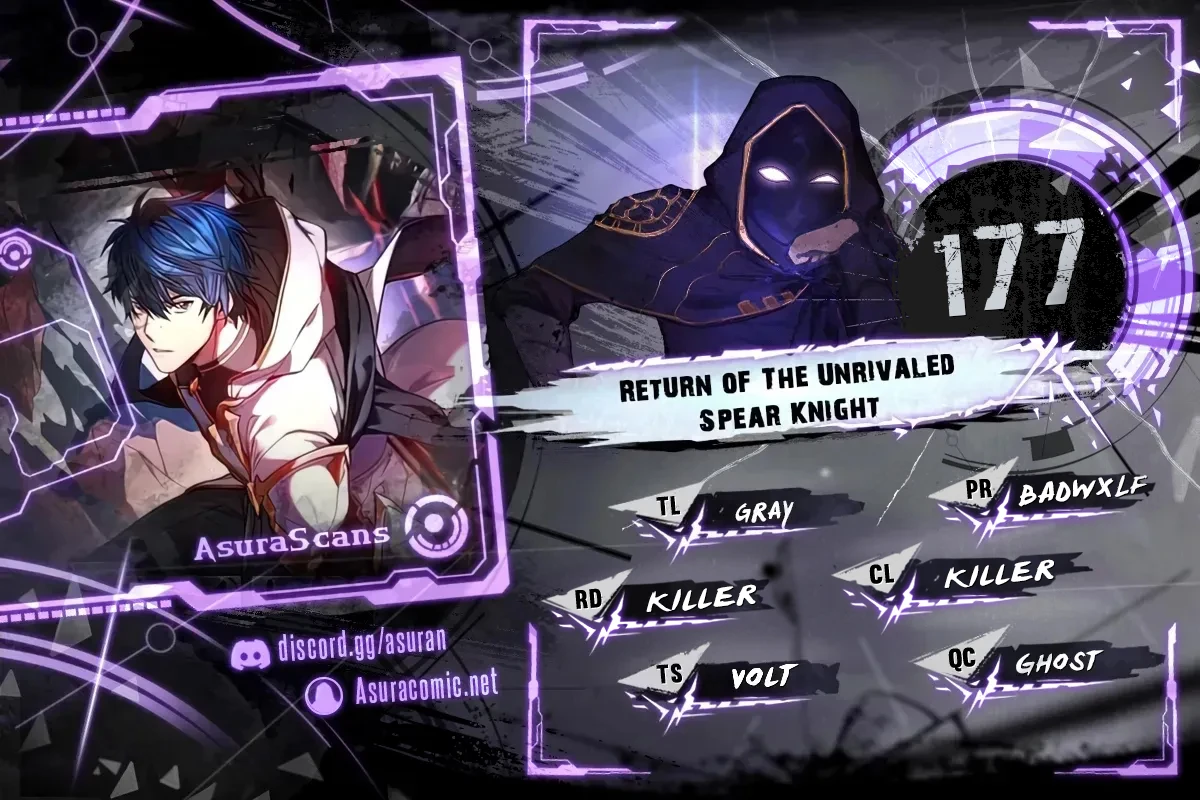 177
RETURN OF THE UNRIVALED
SPEAR KNIGHT
TL GRAY
PR BADWXLF
RD KILLER
CL KILLER
TS VOLT
QC GHOST
AsuraScans
discord.gg/asuran
Asuracomic.net